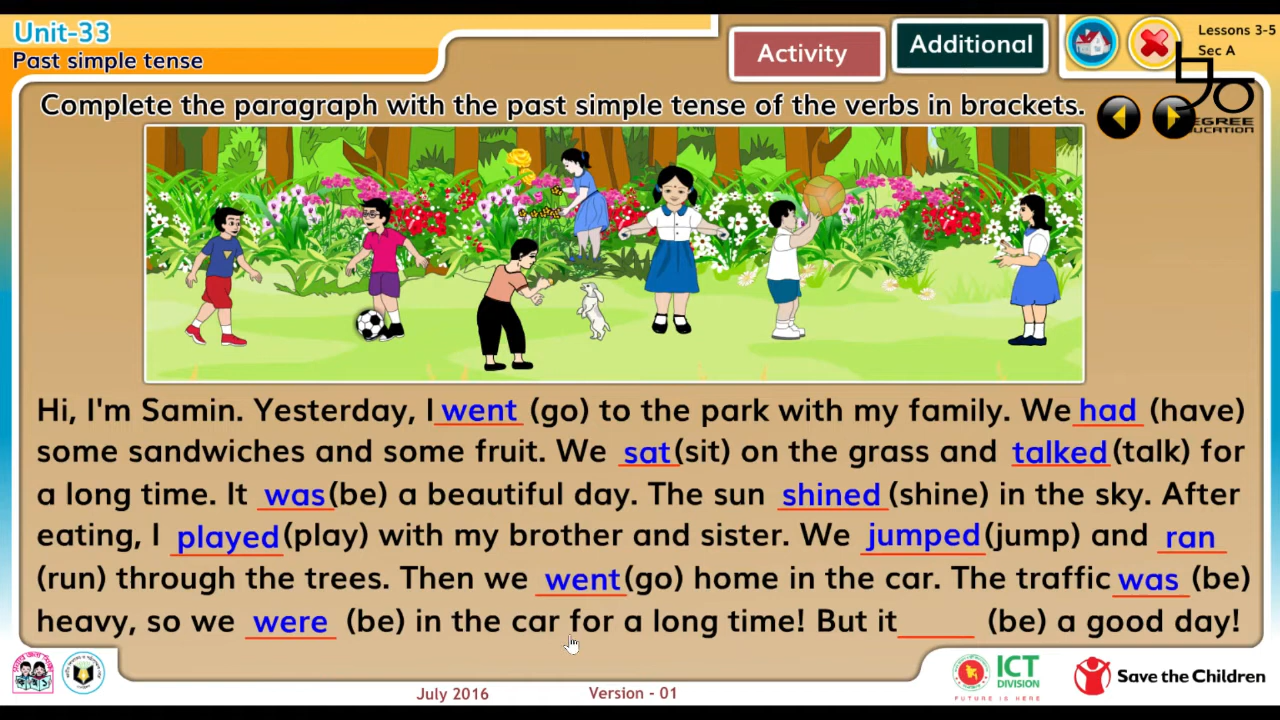 Unit-33
Past simple tense
Activity
Additional
Lessons 3-5
Sec A
EGREE
UCATION
Complete the paragraph with the past simple tense of the verbs in brackets.
Hi, I'm Samin. Yesterday, I went (go) to the park with my family. We had (have)
some sandwiches and some fruit. We sat (sit) on the grass and talked (talk) for
a long time. It was (be) a beautiful day. The sun shined (shine) in the sky. After
eating, I played (play) with my brother and sister. We jumped (jump) and ran
(run) through the trees. Then we went (go) home in the car. The traffic was (be)
heavy, so we were (be) in the car for a long time! But it_____ (be) a good day!
July 2016
Version - 01
ICT
DIVISION
FUTURE IS HERE
Save the Children